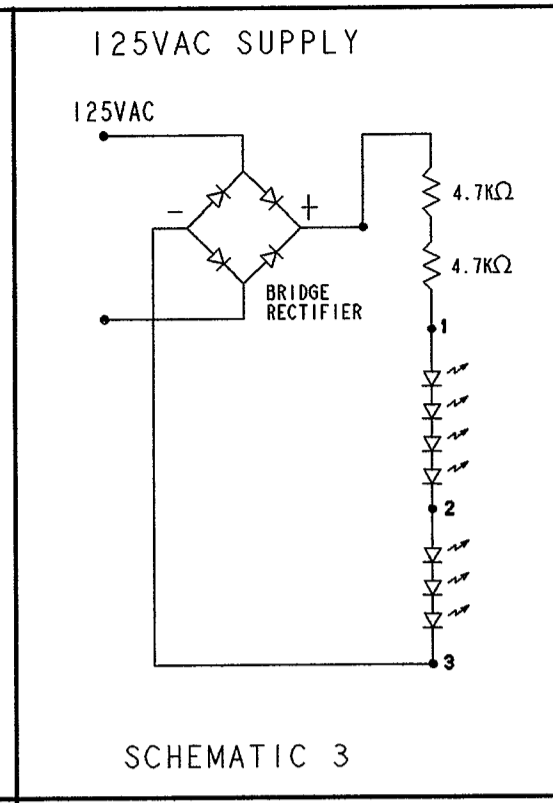 125VAC SUPPLY
125VAC
-
+
4.7KΩ
4.7KΩ
BRIDGE
RECTIFIER
1
2
3
SCHEMATIC 3